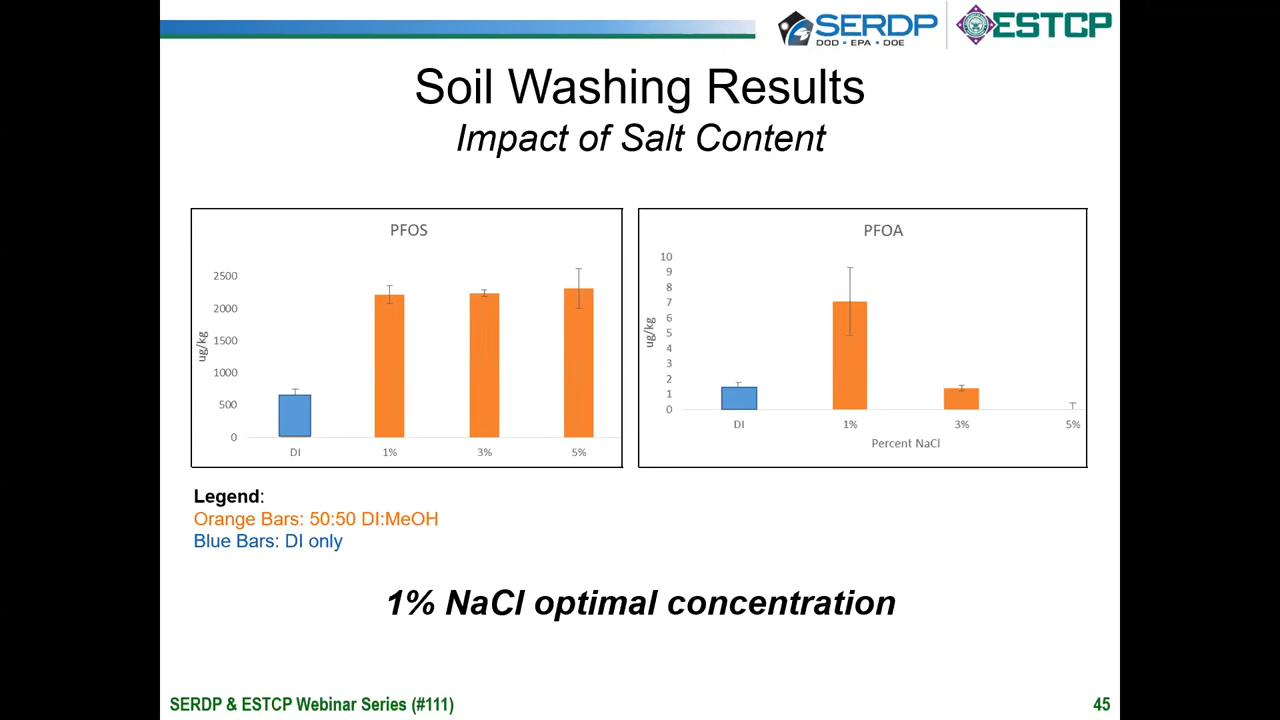 SERDP
DOD • EPA • DOE
ESTCP
Soil Washing Results
Impact of Salt Content
PFOS
2500
2000
1500
1000
500
0
ug/kg
DI 1% 3% 5%
PFOA
10
9
8
7
6
5
4
3
2
1
0
ug/kg
DI 1% 3% 5%
Percent NaCl
Legend:
Orange Bars: 50:50 DI:MeOH
Blue Bars: DI only
1% NaCl optimal concentration
SERDP & ESTCP Webinar Series (#111)
45